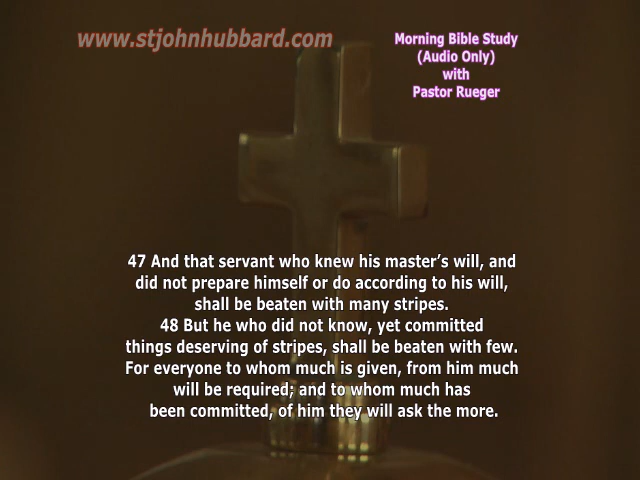 www.stjohnhubbard.com
Morning Bible Study
(Audio Only)
with
Pastor Rueger
47 And that servant who knew his master’s will, and
did not prepare himself or do according to his will,
shall be beaten with many stripes.
48 But he who did not know, yet committed
things deserving of stripes, shall be beaten with few.
For everyone to whom much is given, from him much
will be required; and to whom much has
been committed, of him they will ask the more.